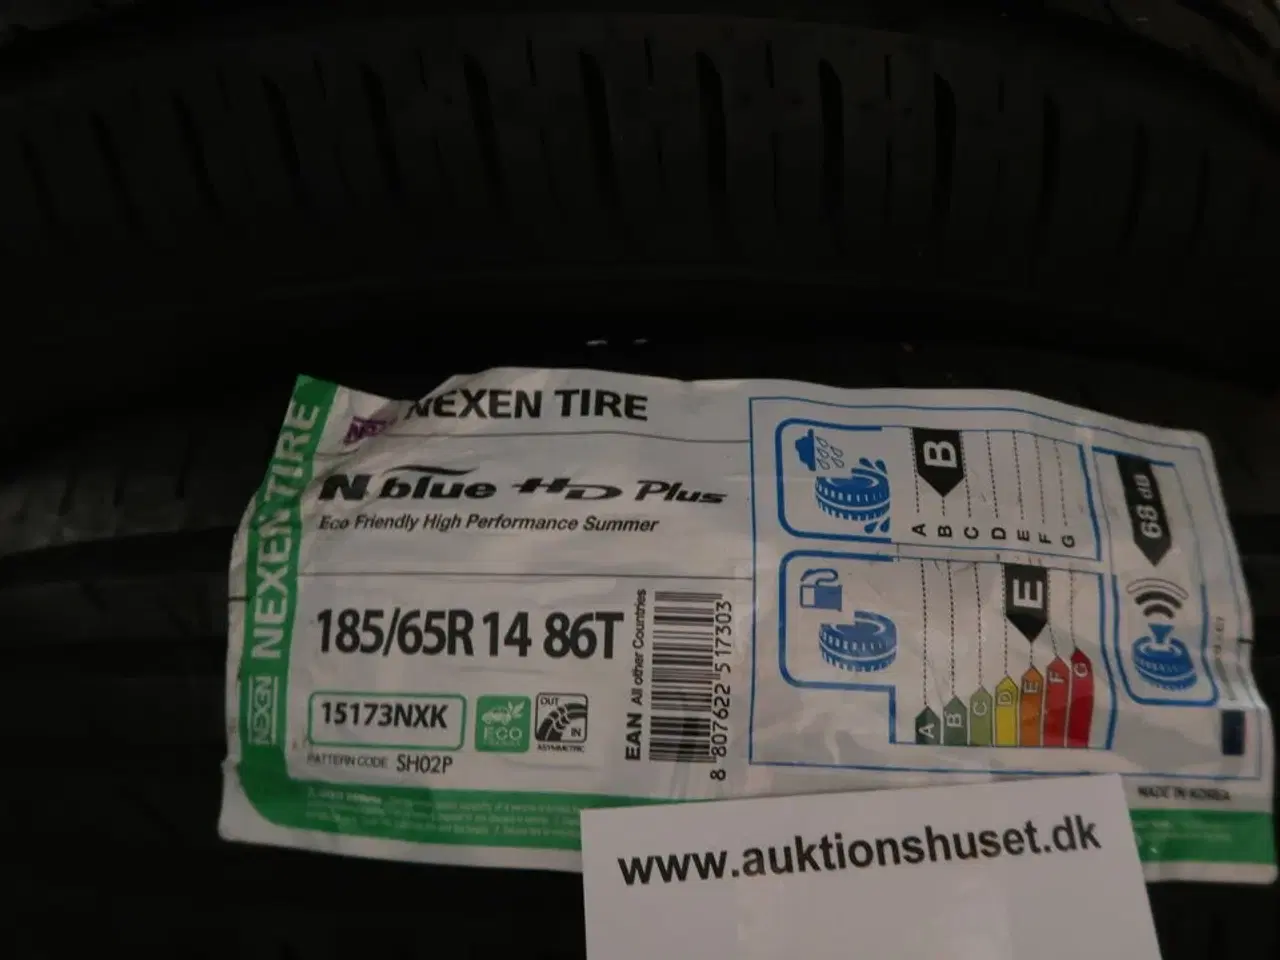 NEXEN TIRE
NEXEN TIRE
N blue HD Plus
Eco Friendly High Performance Summer
185/65R 14 86T
15173NXK
ECO
OUT
IN
ASYMMETRIC
PATTERN CODE SH02P
EAN All other Countries
8 807622 517303
NEXEN
B
A
B
C
D
E
F
G
E
A
B
C
D
E
F
G
68 dB
MADE IN KOREA
www.auktionshuset.dk